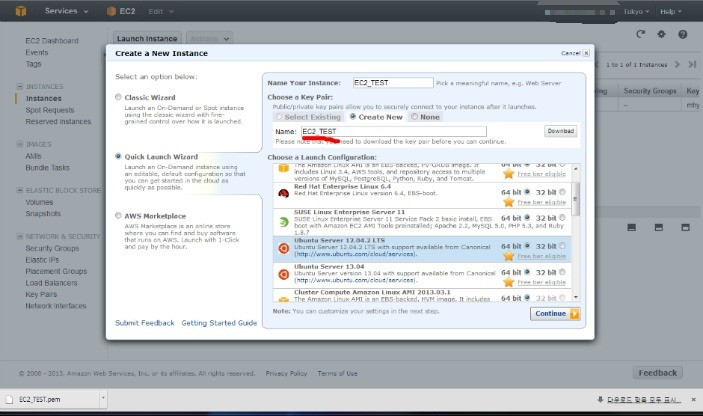 Services
EC2
Edit
Tokyo
Help
EC2 Dashboard
Events
Tags
INSTANCES
Instances
Spot Requests
Reserved Instances
IMAGES
AMIs
Bundle Tasks
ELASTIC BLOCK STORE
Volumes
Snapshots
NETWORK & SECURITY
Security Groups
Elastic IPs
Placement Groups
Load Balancers
Key Pairs
Network Interfaces
Launch Instance
Actions
1 to 1 of 1 Instances
Security Groups
Key
Create a New Instance
Cancel
Select an option below:
Classic Wizard
Launch an On-Demand or Spot instance
using the classic wizard with fine-
grained control over how it is launched.
Quick Launch Wizard
Launch an On-Demand instance using
an editable, default configuration so
that you can get started in the cloud as
quickly as possible.
AWS Marketplace
AWS Marketplace is an online store
where you can find and buy software
that runs on AWS. Launch with 1-Click
and pay by the hour.
Submit Feedback Getting Started Guide
Name Your Instance: EC2_TEST Pick a meaningful name, e.g. Web Server
Choose a Key Pair:
Public/private key pairs allow you to securely connect to your instance after it launches.
Select Existing Create New None
Name: EC2_TEST Download
Please note that you need to download the key pair before you can continue.
Choose a Launch Configuration:
The Amazon Linux AMI is an EBS-backed, PV-GRUB image. It
includes Linux 3.4, AWS tools, and repository access to multiple
versions of MySQL, PostgreSQL, Python, Ruby, and Tomcat.
64 bit 32 bit
Free tier eligible
Red Hat Enterprise Linux 6.4
Red Hat Enterprise Linux version 6.4, EBS-boot.
64 bit 32 bit
SUSE Linux Enterprise Server 11
SUSE Linux Enterprise Server 11 Service Pack 2 basic install, EBS
boot with Amazon EC2 AMI Tools preinstalled; Apache 2.2, MySQL 5.0, PHP 5.3, and Ruby
1.8.7
64 bit 32 bit
Ubuntu Server 12.04.2 LTS
Ubuntu Server 12.04.2 LTS with support available from Canonical
(http://www.ubuntu.com/cloud/services).
64 bit 32 bit
Free tier eligible
Ubuntu Server 13.04
Ubuntu Server version 13.04 with support available from Canonical
(http://www.ubuntu.com/cloud/services).
64 bit 32 bit
Free tier eligible
Cluster Compute Amazon Linux AMI 2013.03.1
The Amazon Linux AMI is an EBS-backed, HVM image. It includes
64 bit 32 bit
Note: You can customize your settings in the next step.
Continue
© 2008 - 2013, Amazon Web Services, Inc. or its affiliates. All rights reserved. Privacy Policy Terms of Use
Feedback
EC2_TEST.pem
다운로드 항목 모두 표시...